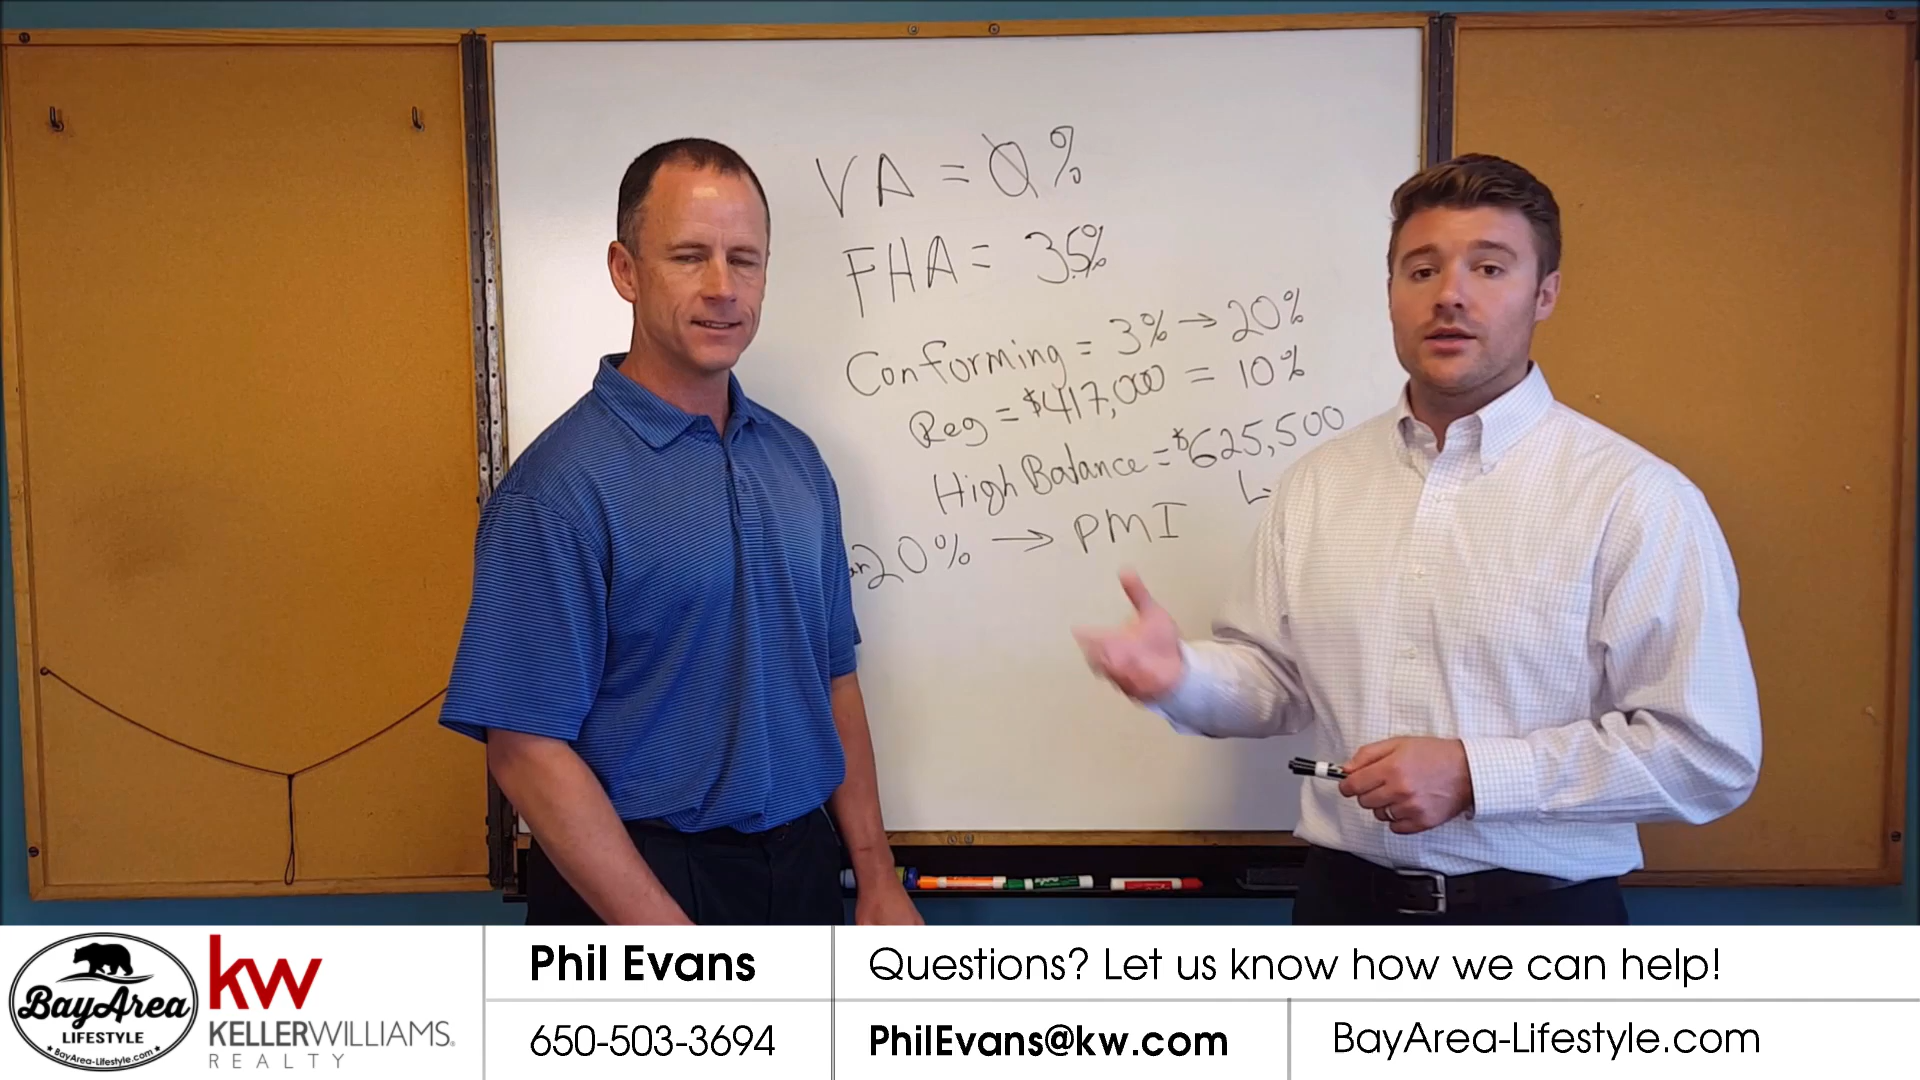 VA = 0%
FHA = 3.5%
Conforming = 3% → 20%
Reg = $417,000 = 10%
High Balance = $625,500
20% → PMI
BayArea
LIFESTYLE
BayArea-Lifestyle.com
kw
KELLERWILLIAMS.
REALTY
Phil Evans
650-503-3694
Questions? Let us know how we can help!
PhilEvans@kw.com
BayArea-Lifestyle.com